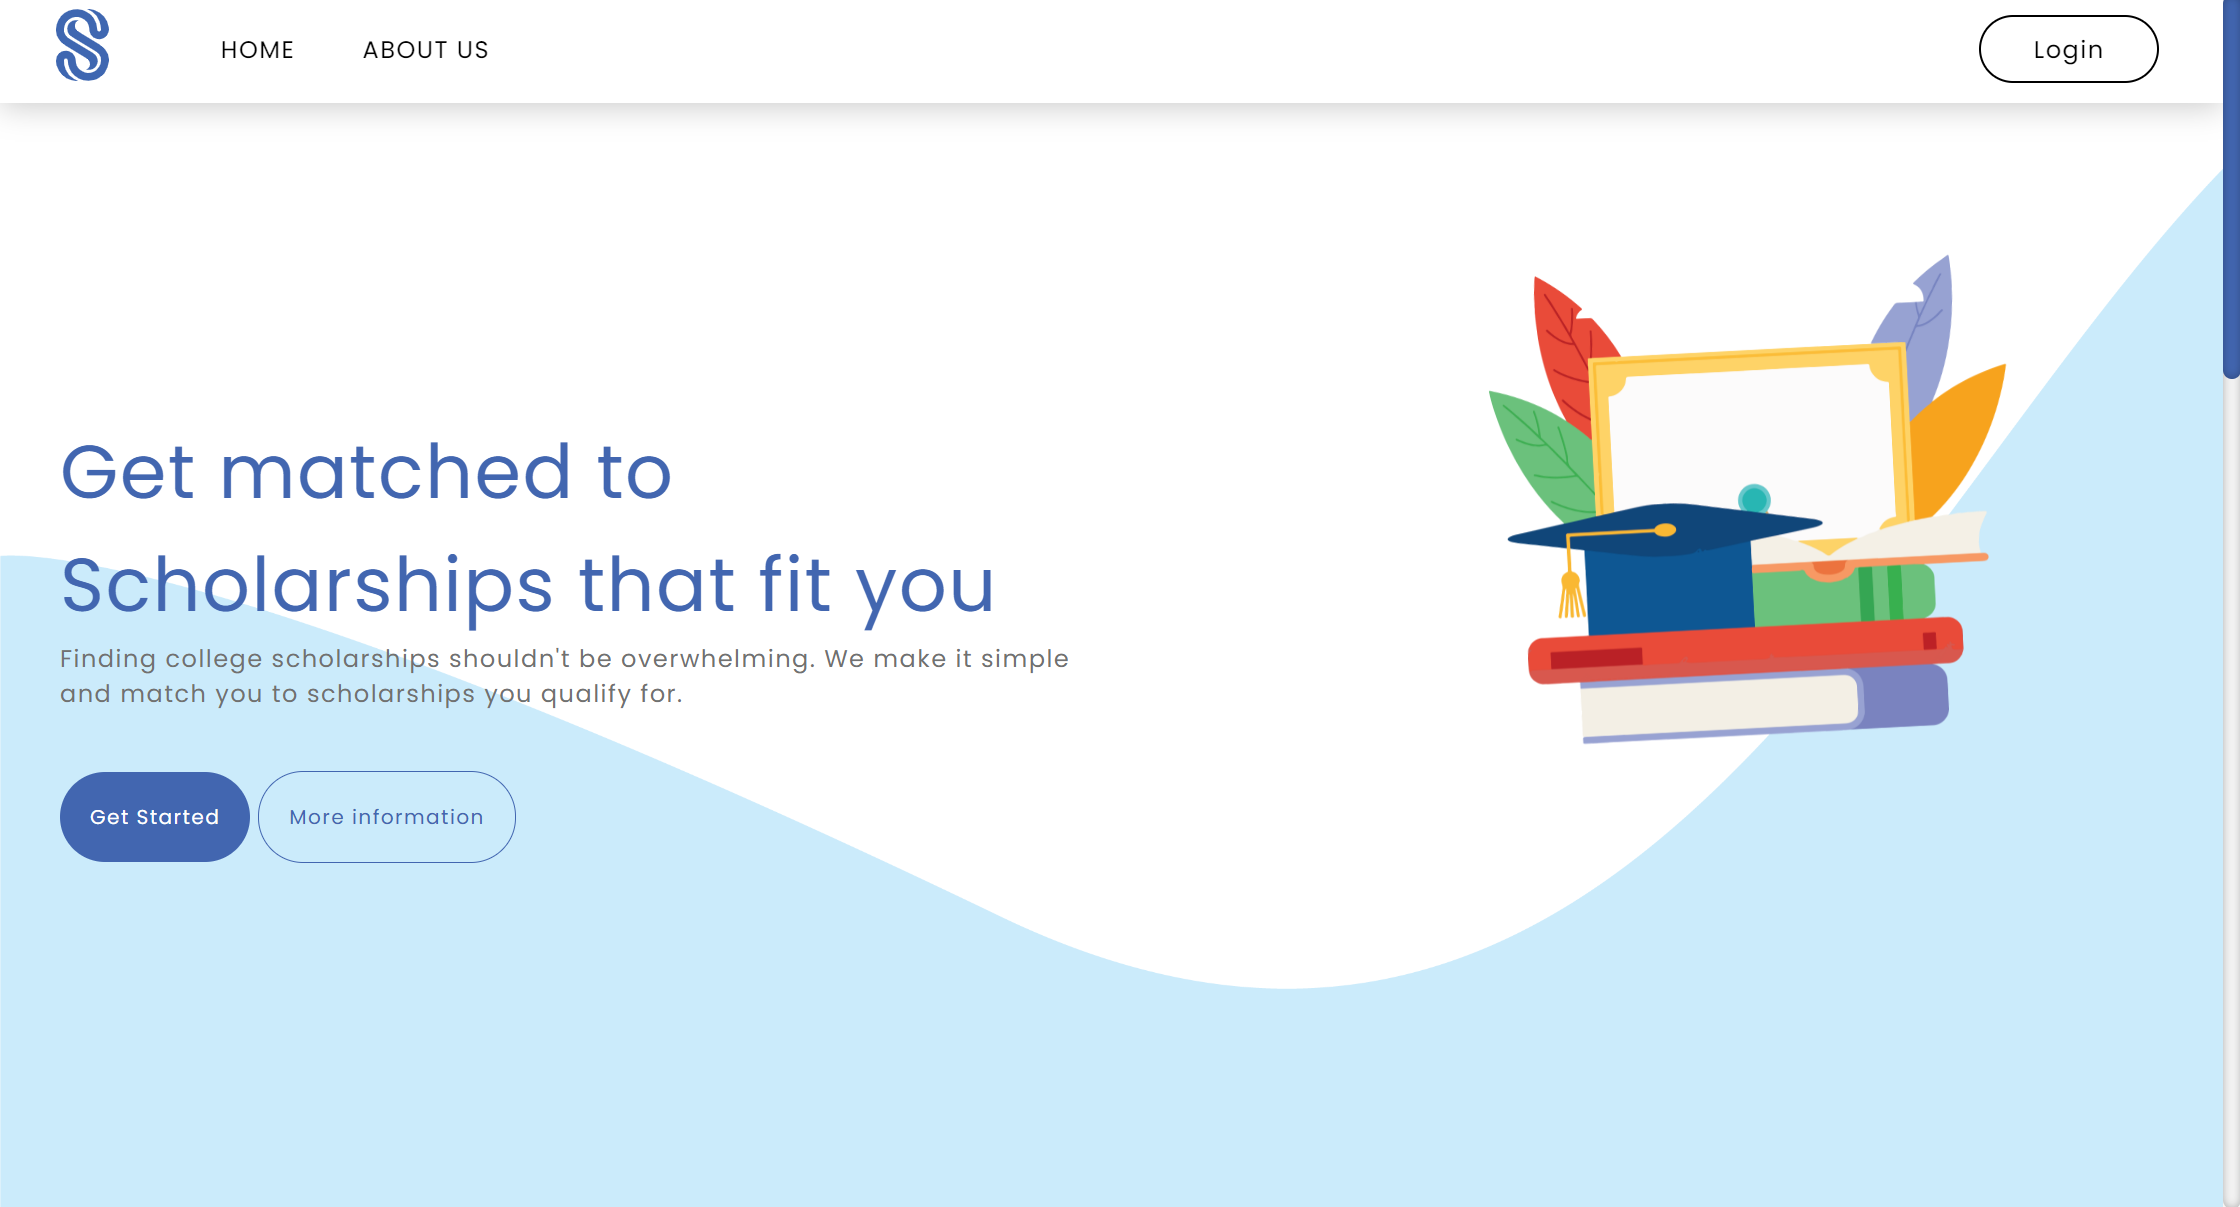 HOME
ABOUT US
Login
Get matched to
Scholarships that fit you
Finding college scholarships shouldn't be overwhelming. We make it simple
and match you to scholarships you qualify for.
Get Started
More information